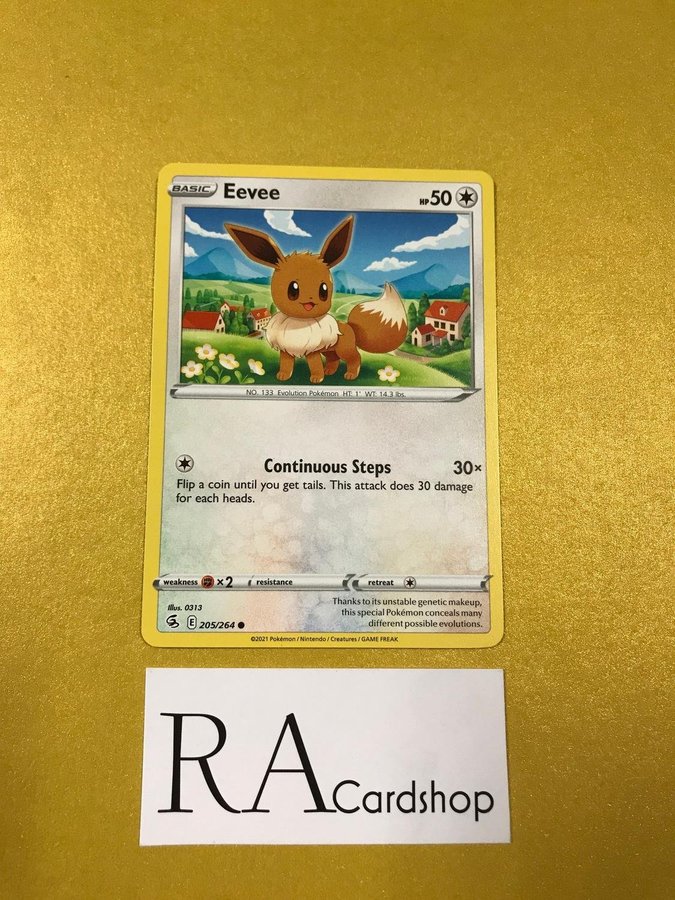 BASIC Eevee HP 50
NO. 133 Evolution Pokémon HT: 1' WT: 14.3 lbs.
Continuous Steps 30×
Flip a coin until you get tails. This attack does 30 damage
for each heads.
weakness ×2 resistance retreat
Illus. 0313
Thanks to its unstable genetic makeup,
this special Pokémon conceals many
different possible evolutions.
E 205/264
©2021 Pokémon / Nintendo / Creatures / GAME FREAK
RA Cardshop